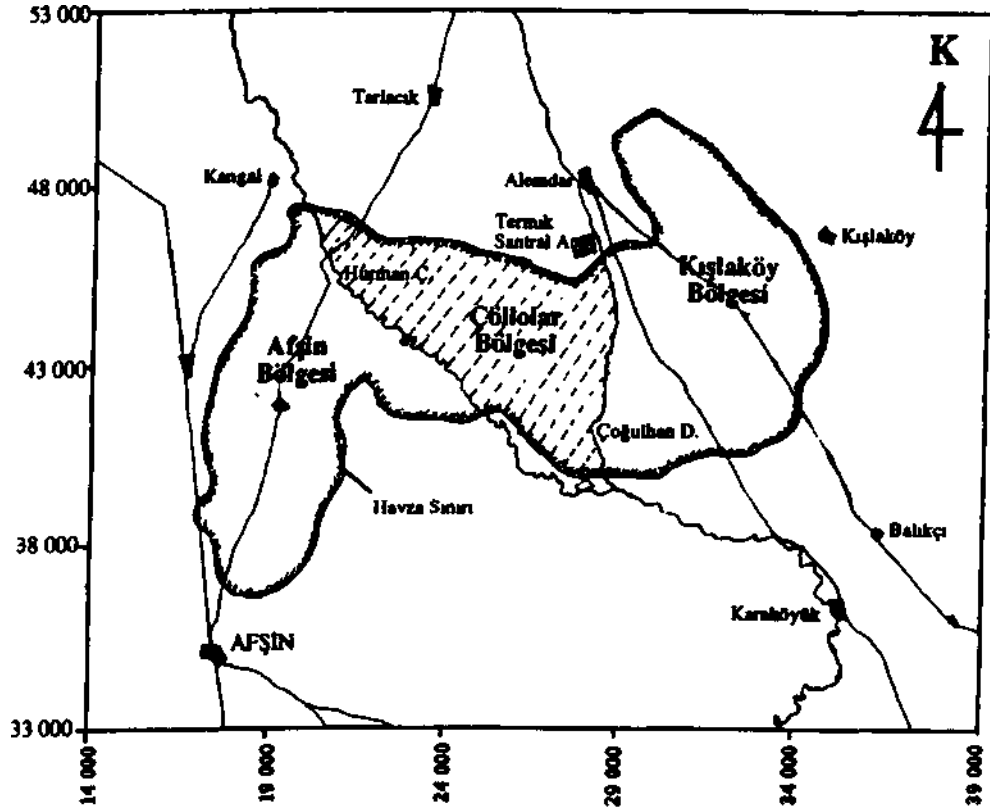 53 000
K
Tarlacık
Kangal
Alemdar
48 000
Termik
Santral A
Kışlaköy
Hurman Ç.
Kışlaköy
Bölgesi
Çöllolar
Bölgesi
Afşin
Bölgesi
43 000
Çoğulhan D.
Havza Sınırı
Balıkçı
38 000
Karaköyük
AFŞİN
33 000
14 000
19 000
24 000
29 000
34 000
39 000